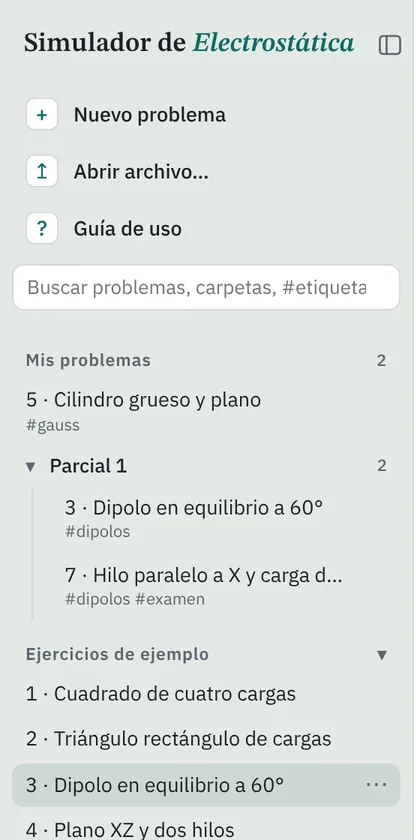 Simulador de Electrostática
+ Nuevo problema
↥ Abrir archivo...
? Guía de uso
Buscar problemas, carpetas, #etiqueta
Mis problemas 2
5 · Cilindro grueso y plano
#gauss
▼ Parcial 1 2
3 · Dipolo en equilibrio a 60°
#dipolos
7 · Hilo paralelo a X y carga d...
#dipolos #examen
Ejercicios de ejemplo ▼
1 · Cuadrado de cuatro cargas
2 · Triángulo rectángulo de cargas
3 · Dipolo en equilibrio a 60° ···
4 · Plano XZ y dos hilos